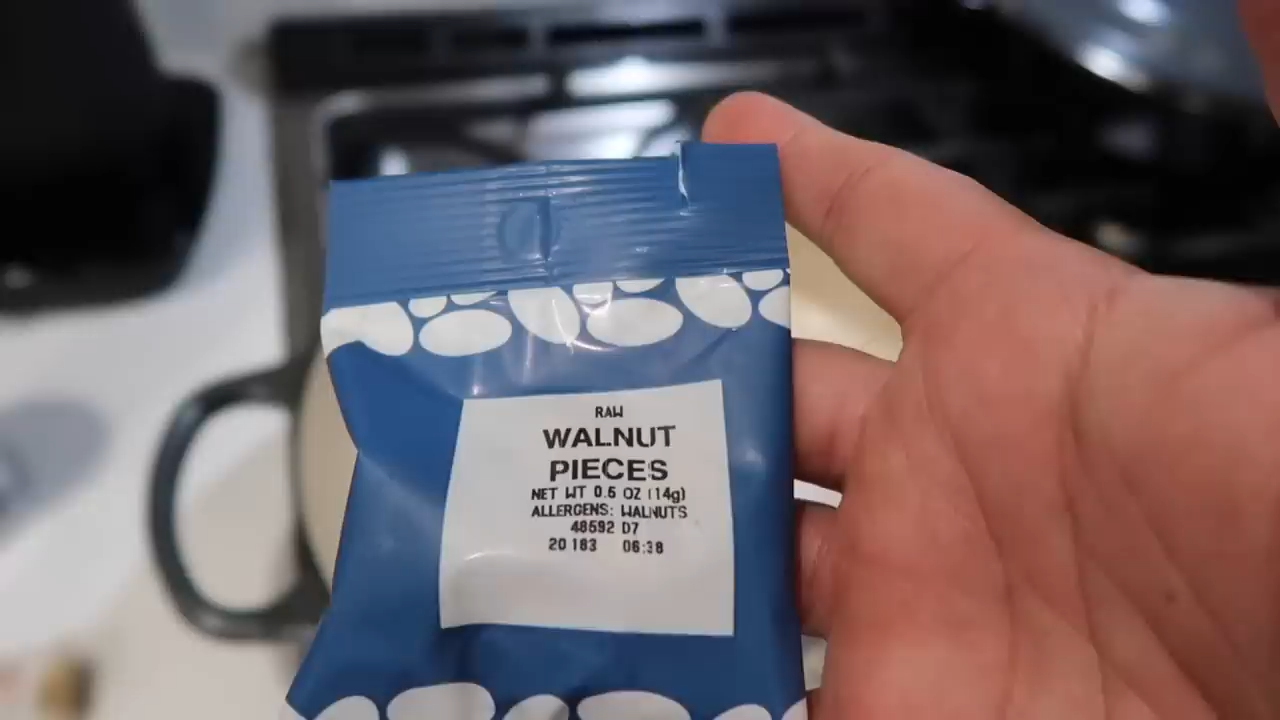 RAW
WALNUT
PIECES
NET WT 0.5 OZ (14g)
ALLERGENS: WALNUTS
48592 D7
20 183 06:38